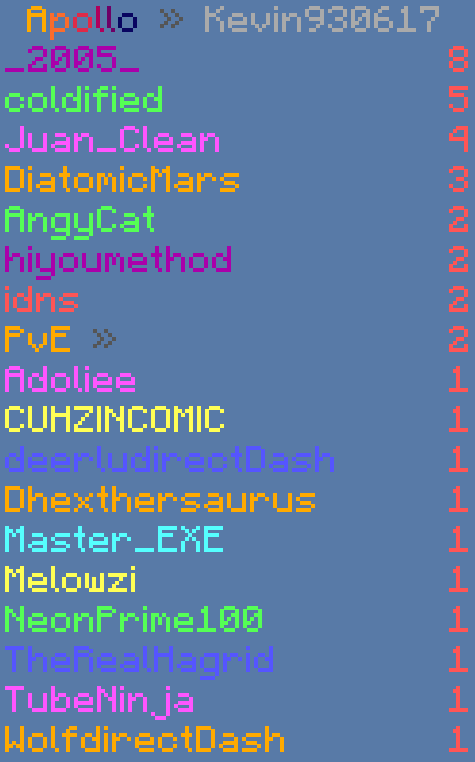 Apollo » Kevin930617
_2005_ 8
coldified 5
Juan_Clean 4
DiatomicMars 3
AngyCat 2
hiyoumethod 2
idns 2
PvE » 2
Adoliee 1
CUHZINCOMIC 1
deerludirectDash 1
Dhexthersaurus 1
Master_EXE 1
Melowzi 1
NeonPrime100 1
TheRealHagrid 1
TubeNinja 1
WolfdirectDash 1